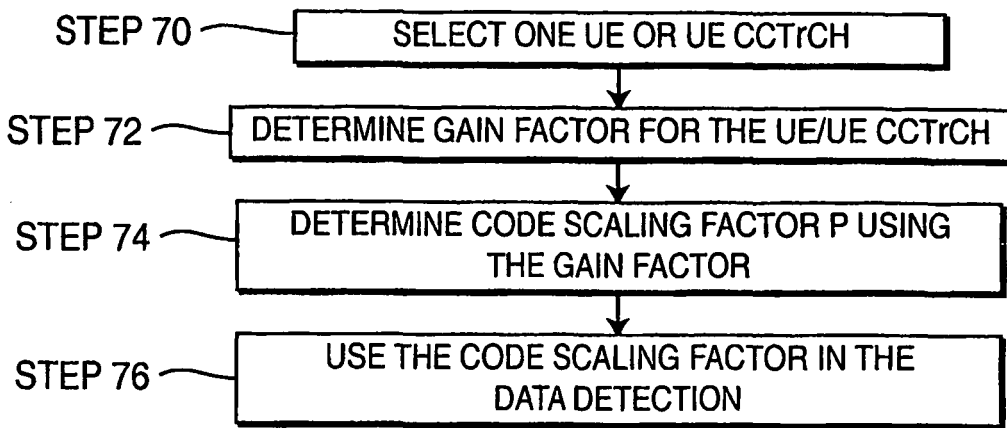 STEP 70
SELECT ONE UE OR UE CCTrCH
STEP 72
DETERMINE GAIN FACTOR FOR THE UE/UE CCTrCH
STEP 74
DETERMINE CODE SCALING FACTOR P USING
THE GAIN FACTOR
STEP 76
USE THE CODE SCALING FACTOR IN THE
DATA DETECTION